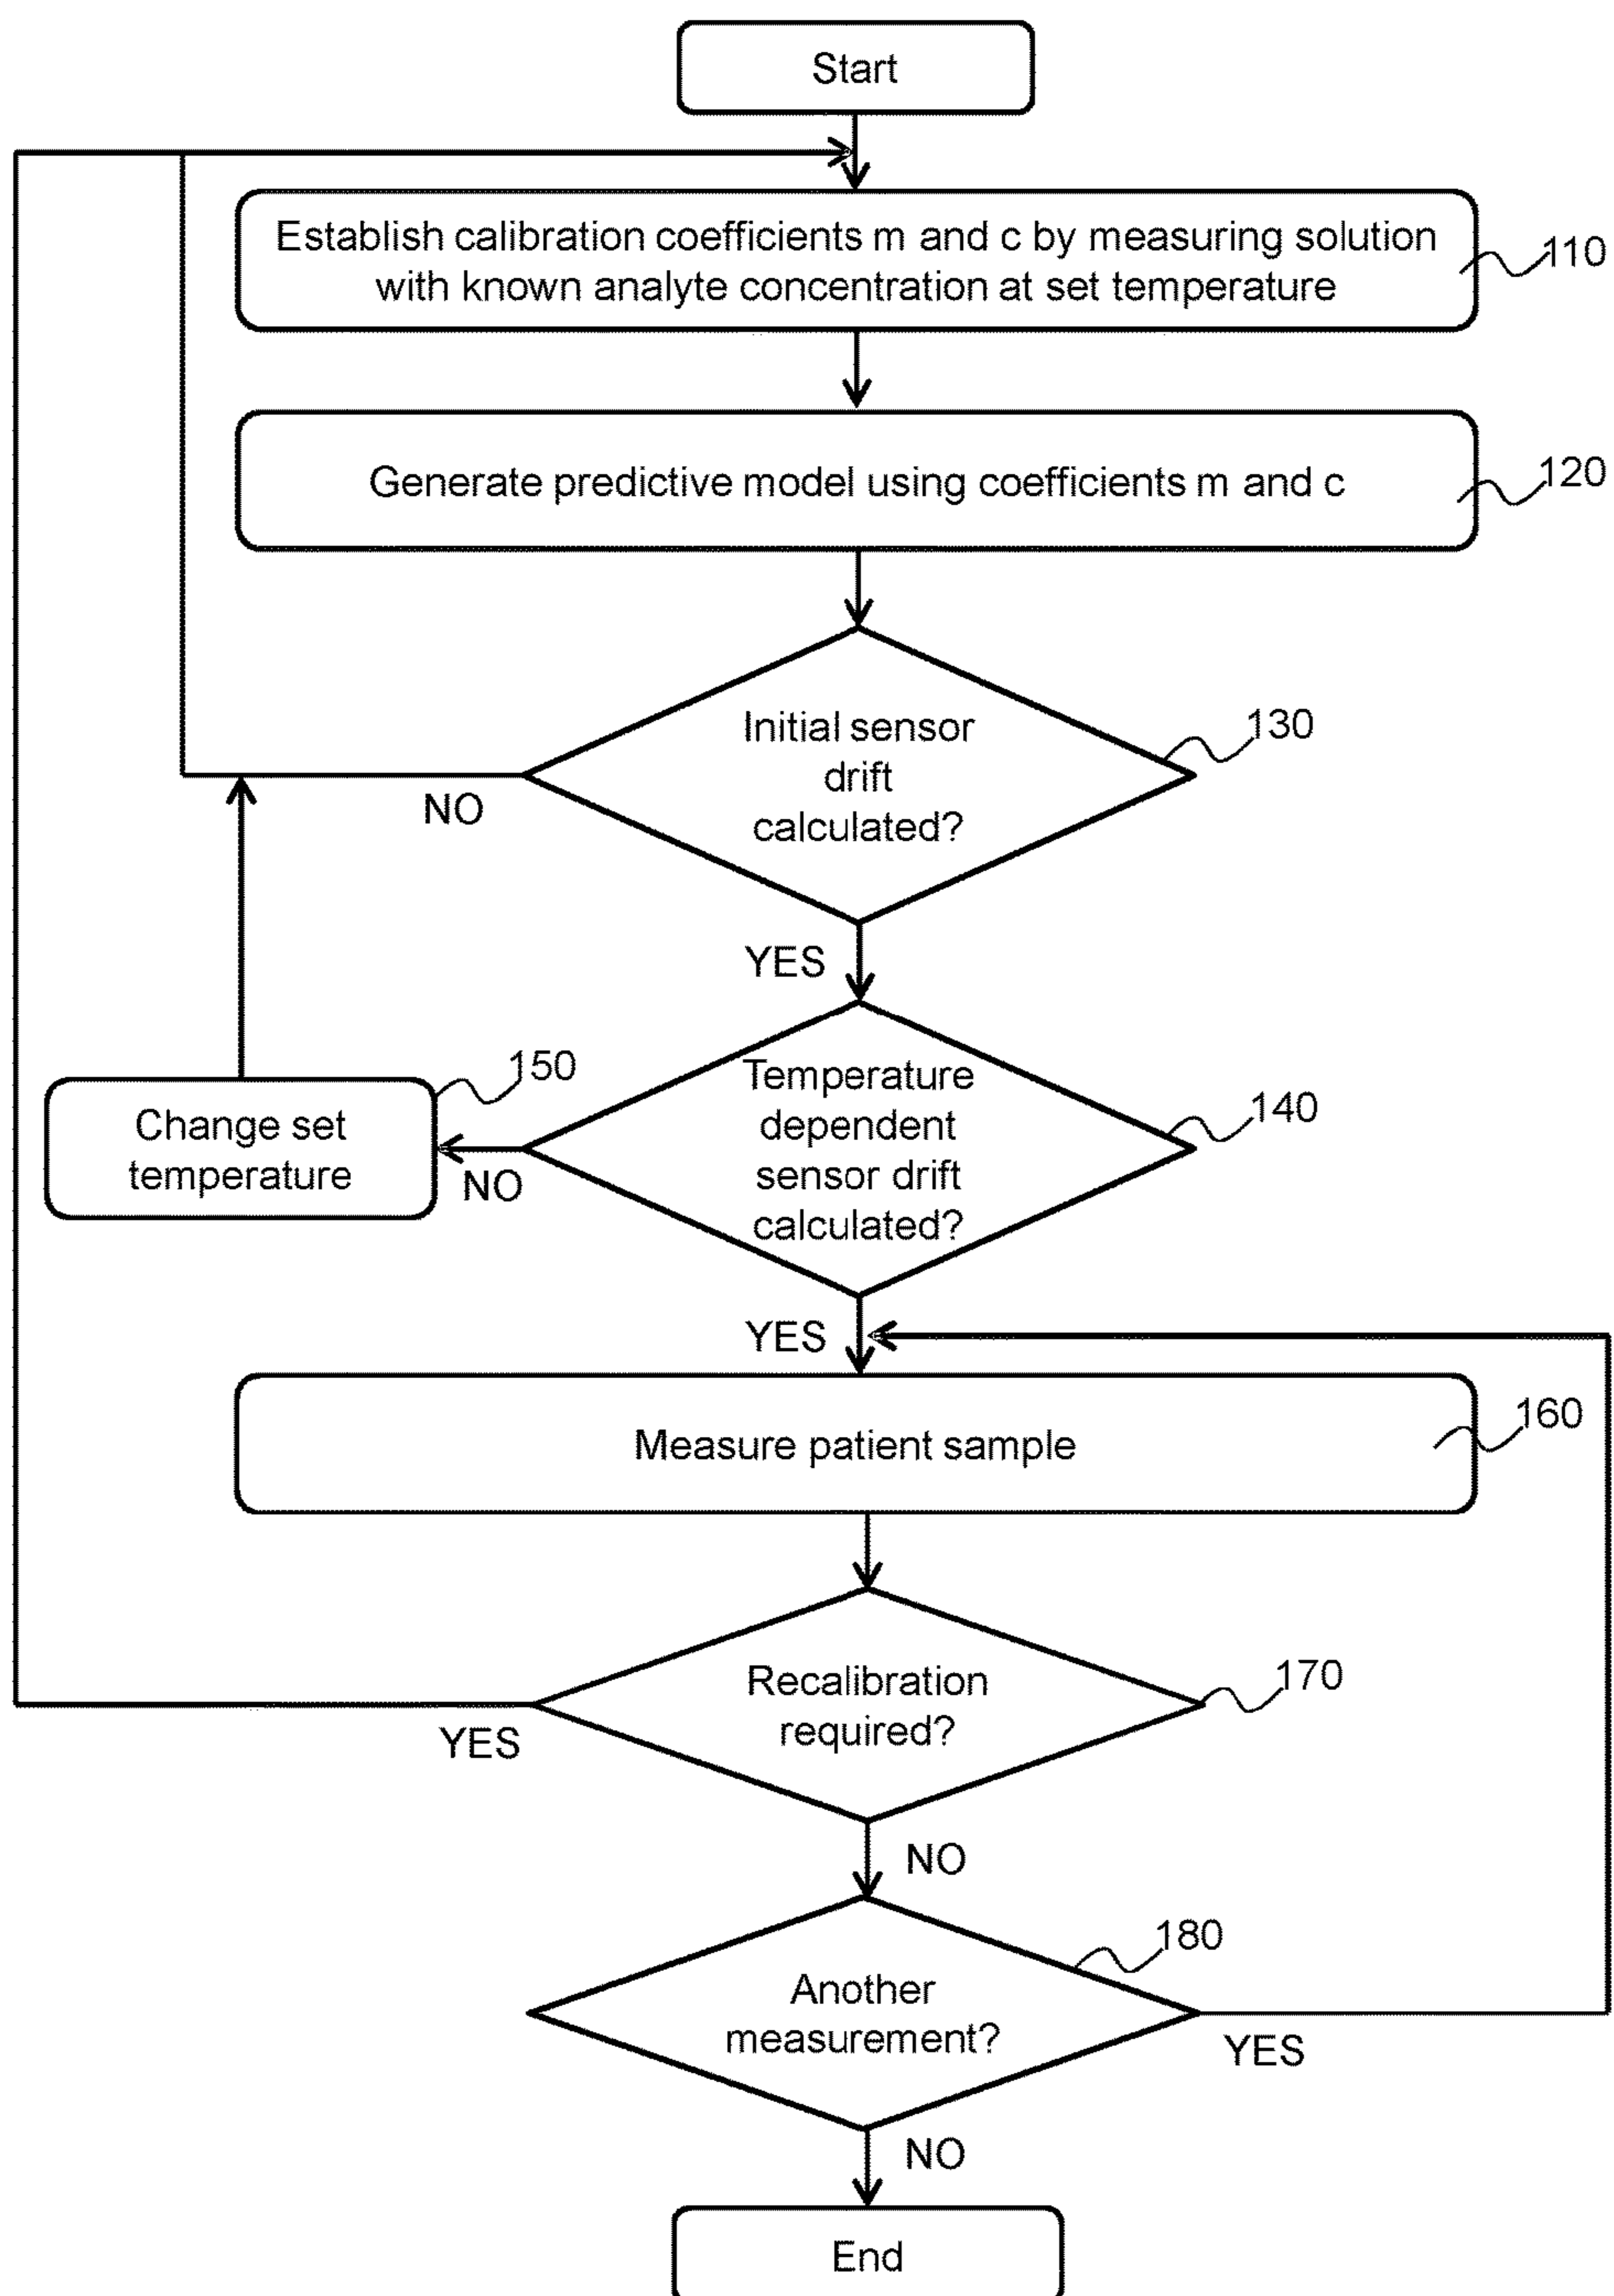 Start
Establish calibration coefficients m and c by measuring solution
with known analyte concentration at set temperature
110
Generate predictive model using coefficients m and c
120
Initial sensor
drift
calculated?
130
NO
YES
Temperature
dependent
sensor drift
calculated?
140
150
Change set
temperature
NO
YES
Measure patient sample
160
Recalibration
required?
170
YES
NO
Another
measurement?
180
YES
NO
End